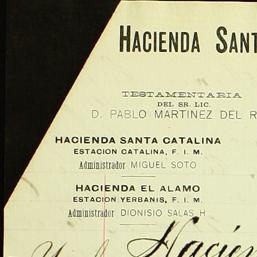 HACIENDA SANT
TESTAMENTARIA
DEL SR. LIC.
D. PABLO MARTINEZ DEL R
HACIENDA SANTA CATALINA
ESTACION CATALINA, F. I. M.
Administrador MIGUEL SOTO
HACIENDA EL ALAMO
ESTACION YERBANIS, F. I. M.
Administrador DIONISIO SALAS H
Hacien